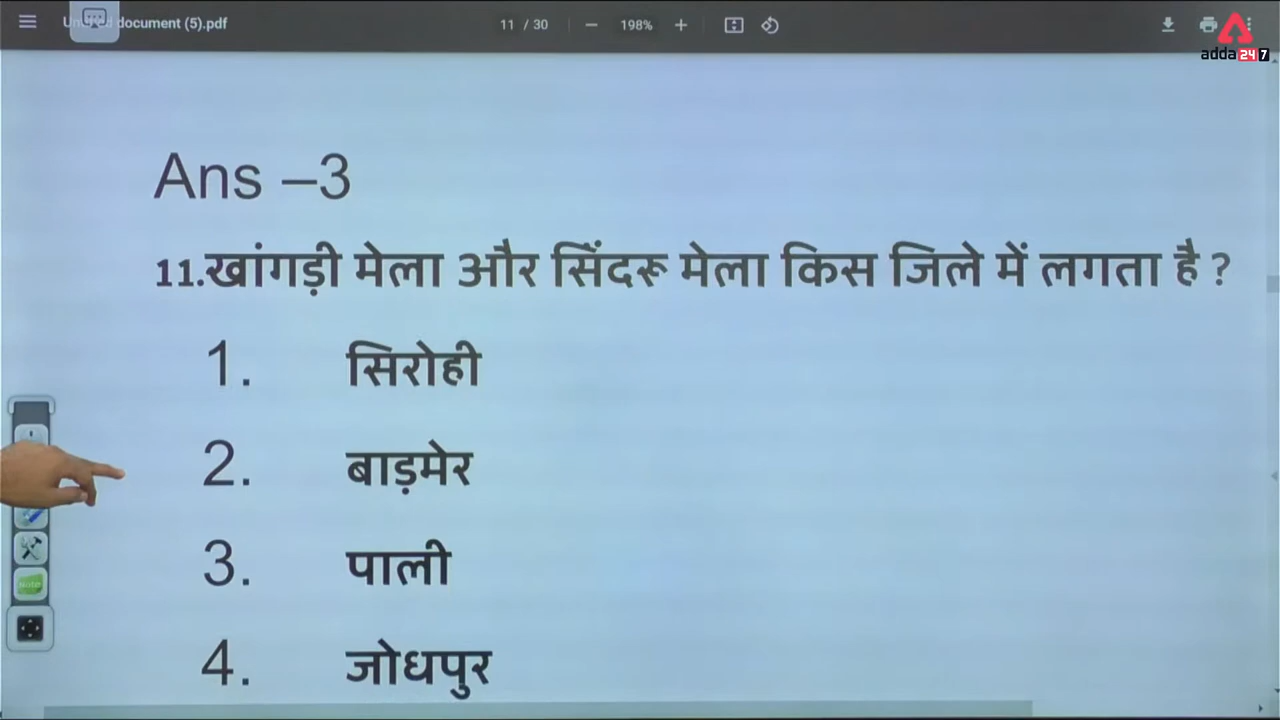 document (5).pdf
11 / 30
198%
adda 247
Ans –3
11.खांगड़ी मेला और सिंदरू मेला किस जिले में लगता है ?
1. सिरोही
2. बाड़मेर
3. पाली
4. जोधपुर
Note